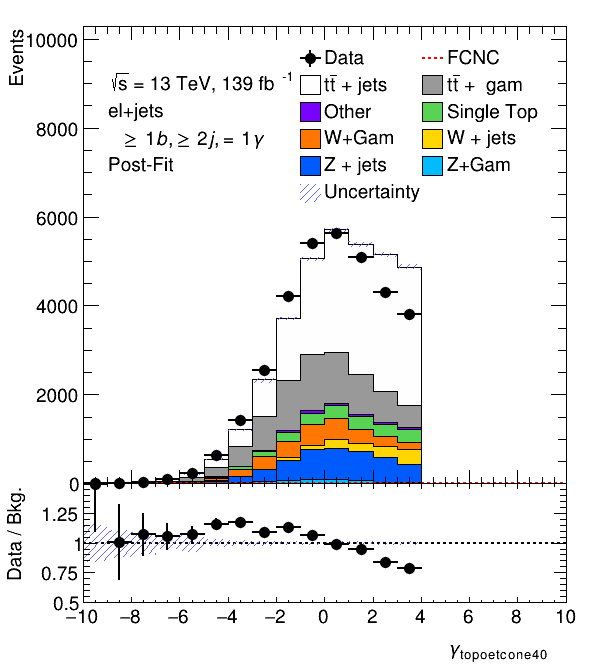 Events
10000
8000
6000
4000
2000
0
√s = 13 TeV, 139 fb⁻¹
el+jets
≥ 1b, ≥ 2j, = 1γ
Post-Fit
Data
FCNC
tt̄ + jets
tt̄ + gam
Other
Single Top
W+Gam
W + jets
Z + jets
Z+Gam
Uncertainty
Data / Bkg.
1.25
1
0.75
0.5
−10 −8 −6 −4 −2 0 2 4 6 8 10
γtopoetcone40